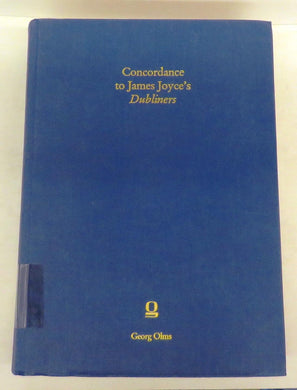 Concordance
to James Joyce's
Dubliners
Georg Olms